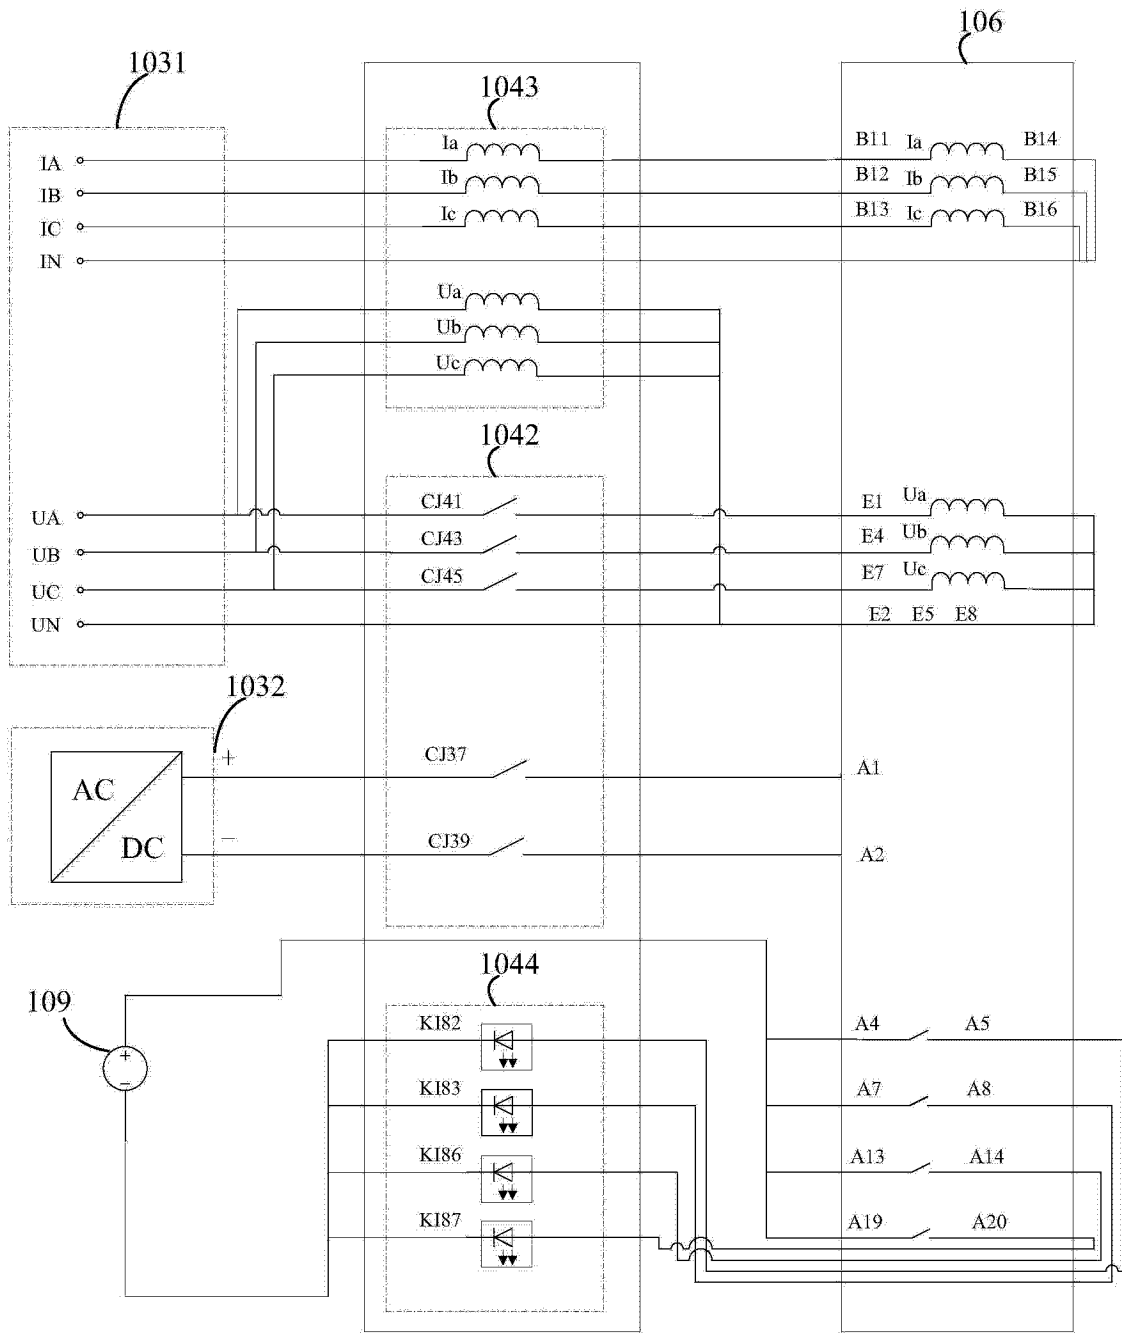 106
1031
1043
IA
Ia
B11 Ia B14
IB
Ib
B12 Ib B15
IC
Ic
B13 Ic B16
IN
Ua
Ub
Uc
1042
UA
CJ41
E1 Ua
UB
CJ43
E4 Ub
UC
CJ45
E7 Uc
UN
E2 E5 E8
1032
+
AC
DC
−
CJ37
A1
CJ39
A2
1044
109
+
−
KI82
A4 A5
KI83
A7 A8
KI86
A13 A14
KI87
A19 A20